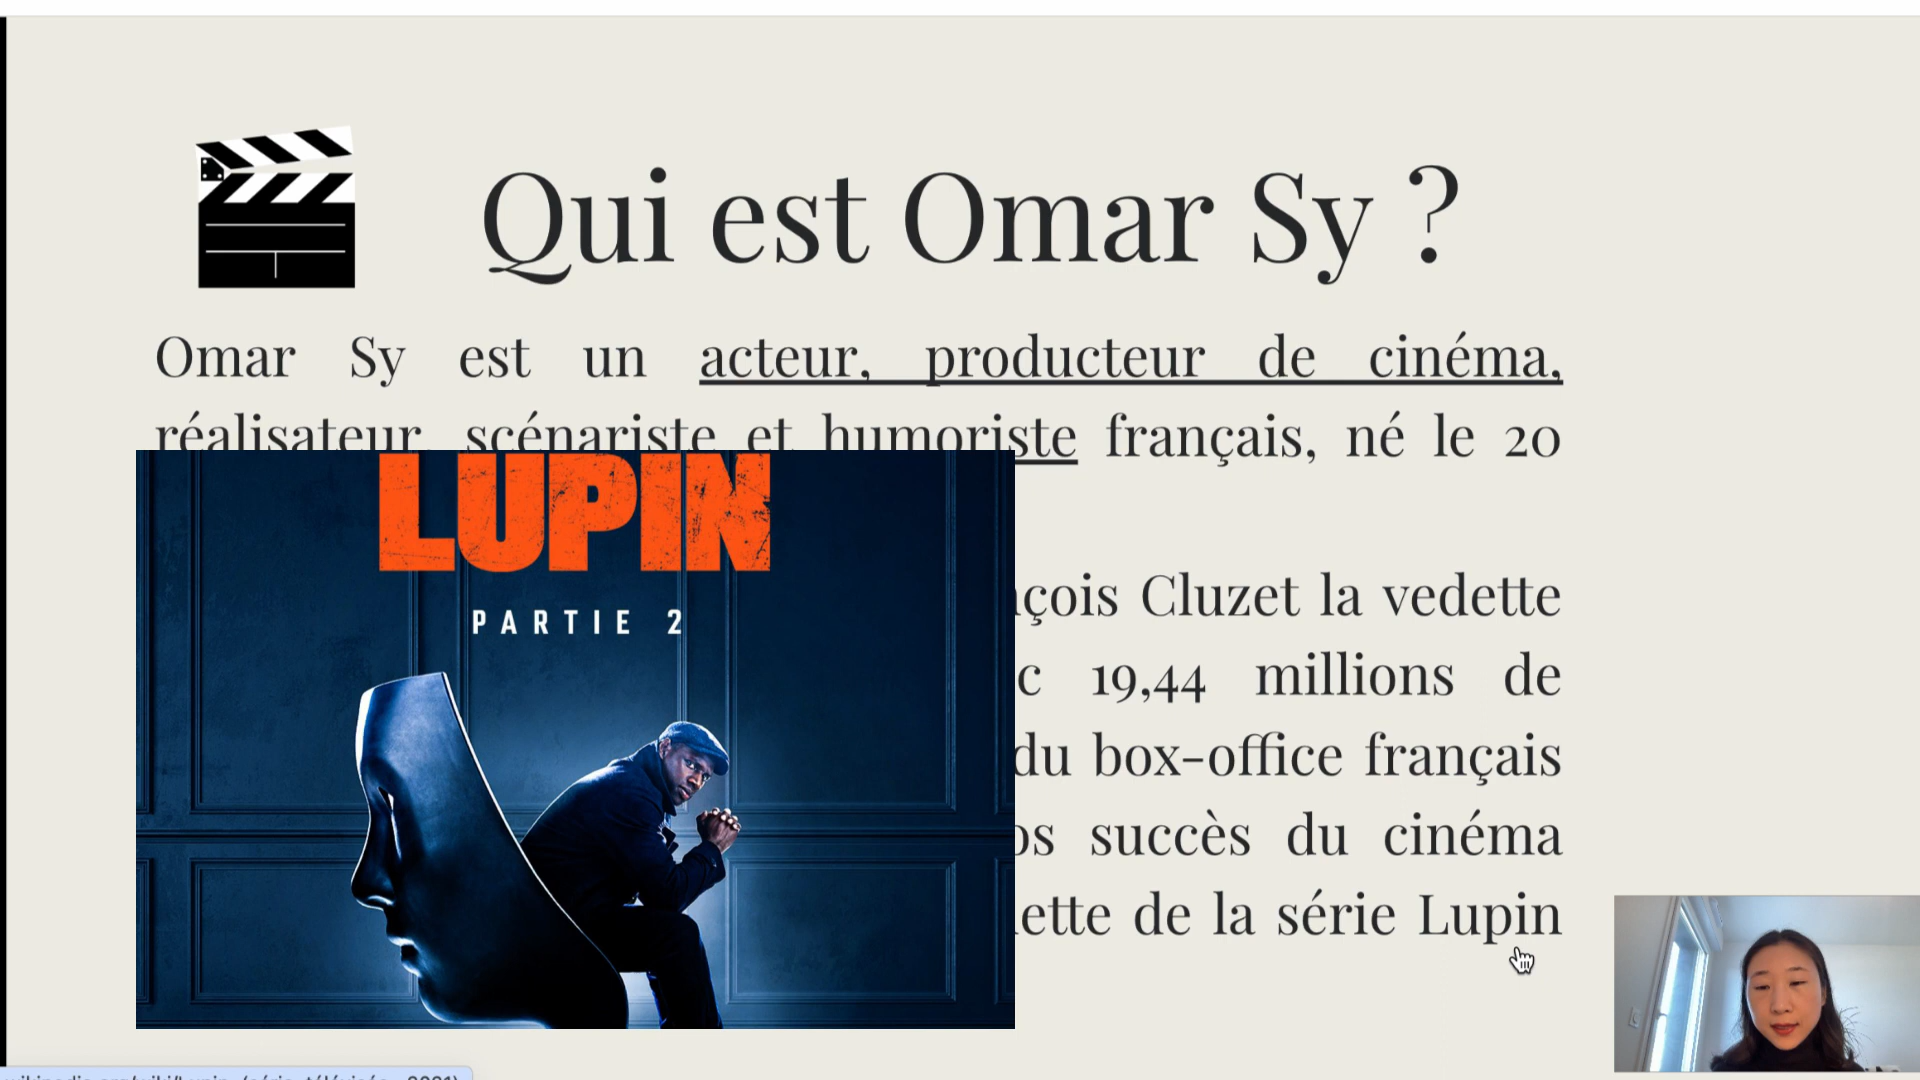 Qui est Omar Sy ?
Omar Sy est un acteur, producteur de cinéma,
réalisateur, scénariste et humoriste français, né le 20
LUPIN
PARTIE 2
Cluzet la vedette
19,44 millions de
du box-office français
succès du cinéma
de la série Lupin